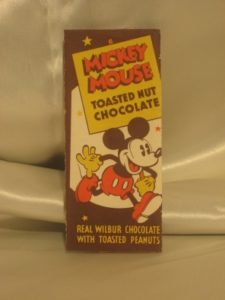 MICKEY
MOUSE
TOASTED NUT
CHOCOLATE
REAL WILBUR CHOCOLATE
WITH TOASTED PEANUTS